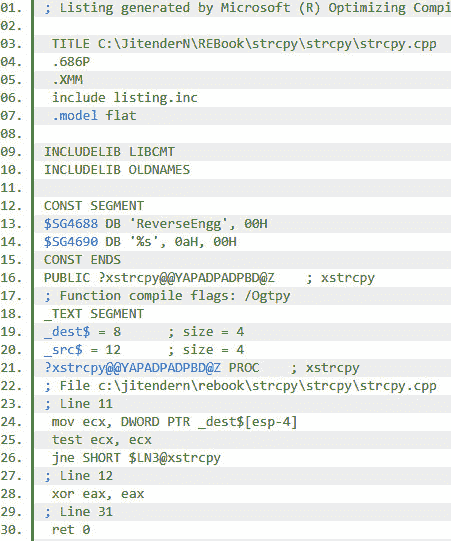 01. ; Listing generated by Microsoft (R) Optimizing Compi
02.
03. TITLE C:\JitenderN\REBook\strcpy\strcpy\strcpy.cpp
04. .686P
05. .XMM
06. include listing.inc
07. .model flat
08.
09. INCLUDELIB LIBCMT
10. INCLUDELIB OLDNAMES
11.
12. CONST SEGMENT
13. $SG4688 DB 'ReverseEngg', 00H
14. $SG4690 DB '%s', 0aH, 00H
15. CONST ENDS
16. PUBLIC ?xstrcpy@@YAPADPADPBD@Z ; xstrcpy
17. ; Function compile flags: /Ogtpy
18. _TEXT SEGMENT
19. _dest$ = 8 ; size = 4
20. _src$ = 12 ; size = 4
21. ?xstrcpy@@YAPADPADPBD@Z PROC ; xstrcpy
22. ; File c:\jitendern\rebook\strcpy\strcpy\strcpy.cpp
23. ; Line 11
24. mov ecx, DWORD PTR _dest$[esp-4]
25. test ecx, ecx
26. jne SHORT $LN3@xstrcpy
27. ; Line 12
28. xor eax, eax
29. ; Line 31
30. ret 0